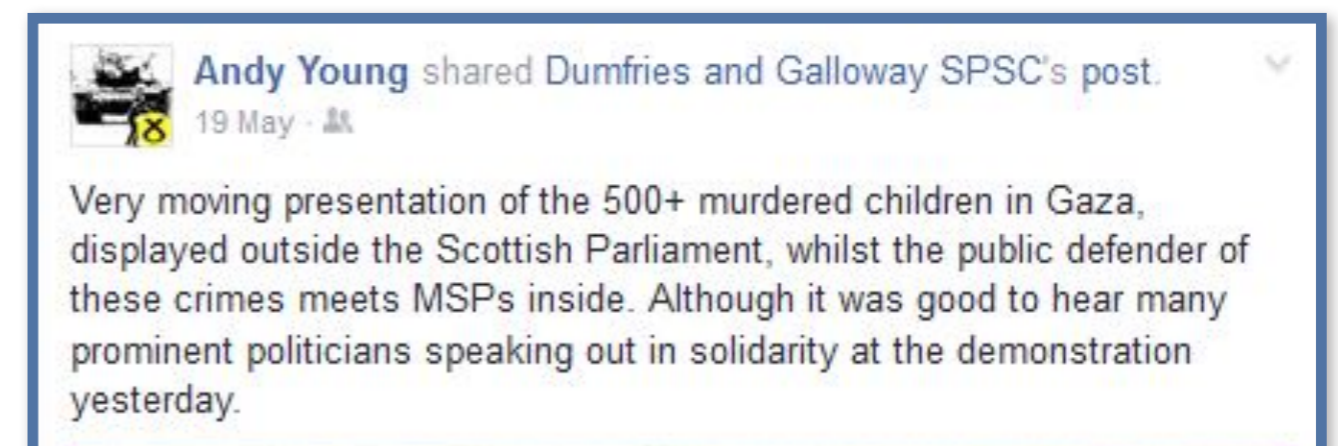 Andy Young shared Dumfries and Galloway SPSC's post.
19 May ·
Very moving presentation of the 500+ murdered children in Gaza,
displayed outside the Scottish Parliament, whilst the public defender of
these crimes meets MSPs inside. Although it was good to hear many
prominent politicians speaking out in solidarity at the demonstration
yesterday.